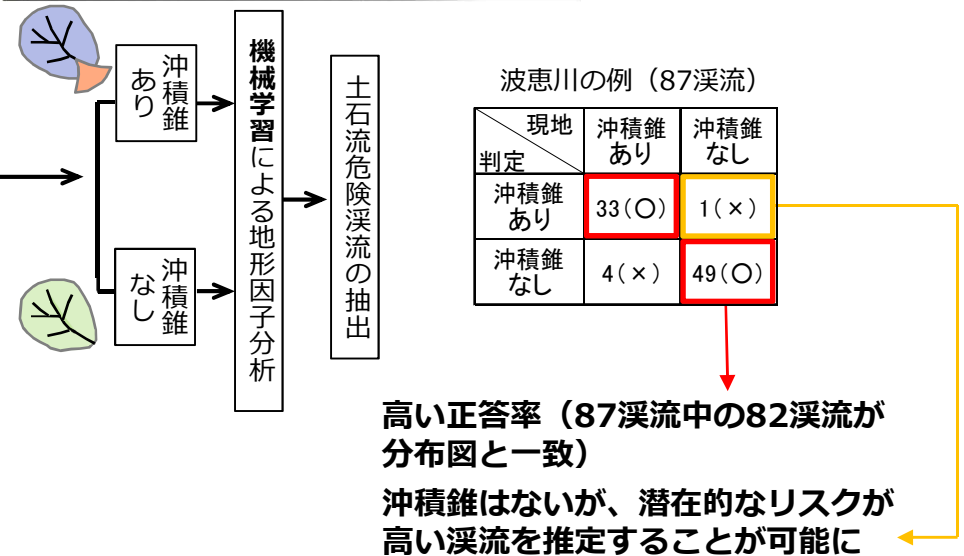 沖積錐
あり
沖積錐
なし
機械学習による地形因子分析
土石流危険渓流の抽出
波恵川の例（87渓流）
現地
判定
沖積錐
あり
沖積錐
なし
沖積錐
あり
33(〇)
1(×)
沖積錐
なし
4(×)
49(〇)
高い正答率（87渓流中の82渓流が
分布図と一致）
沖積錐はないが、潜在的なリスクが
高い渓流を推定することが可能に